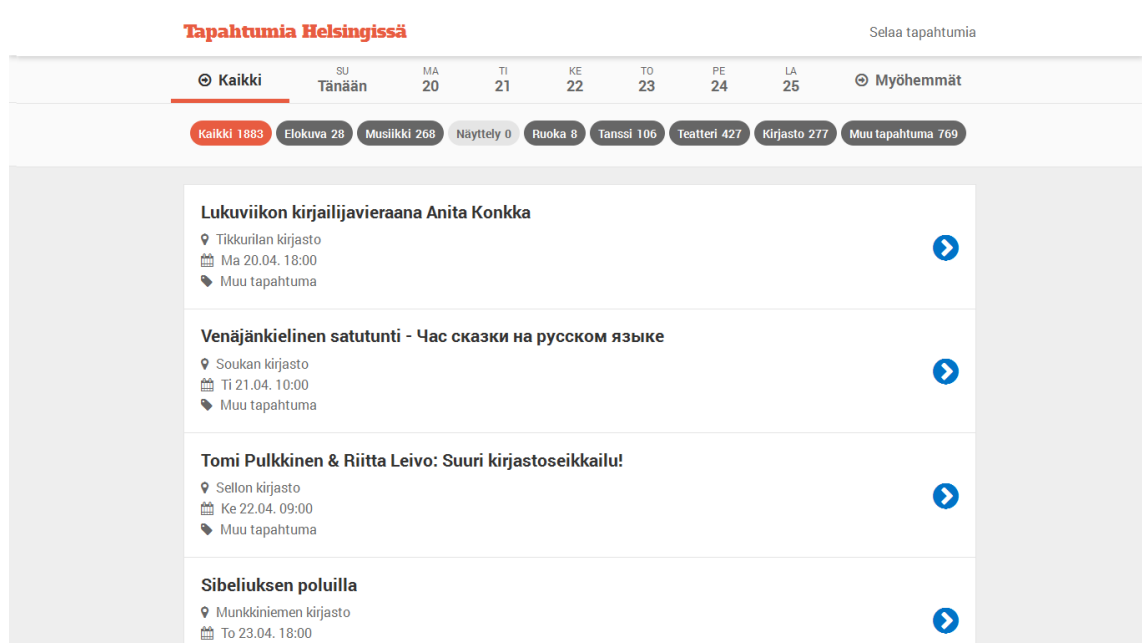 Tapahtumia Helsingissä
Selaa tapahtumia
Kaikki
SU
Tänään
MA
20
TI
21
KE
22
TO
23
PE
24
LA
25
Myöhemmät
Kaikki 1883 Elokuva 28 Musiikki 268 Näyttely 0 Ruoka 8 Tanssi 106 Teatteri 427 Kirjasto 277 Muu tapahtuma 769
Lukuviikon kirjailijavieraana Anita Konkka
Tikkurilan kirjasto
Ma 20.04. 18:00
Muu tapahtuma
Venäjänkielinen satutunti - Час сказки на русском языке
Soukan kirjasto
Ti 21.04. 10:00
Muu tapahtuma
Tomi Pulkkinen & Riitta Leivo: Suuri kirjastoseikkailu!
Sellon kirjasto
Ke 22.04. 09:00
Muu tapahtuma
Sibeliuksen poluilla
Munkkiniemen kirjasto
To 23.04. 18:00